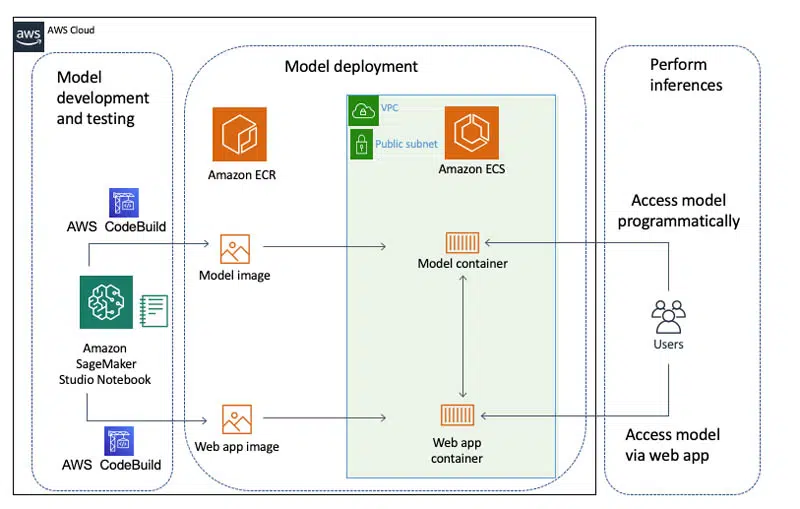 aws
AWS Cloud
Model
development
and testing
AWS CodeBuild
Amazon
SageMaker
Studio Notebook
AWS CodeBuild
Model deployment
Amazon ECR
VPC
Public subnet
Amazon ECS
Model image
Model container
Web app image
Web app
container
Perform
inferences
Access model
programmatically
Users
Access model
via web app